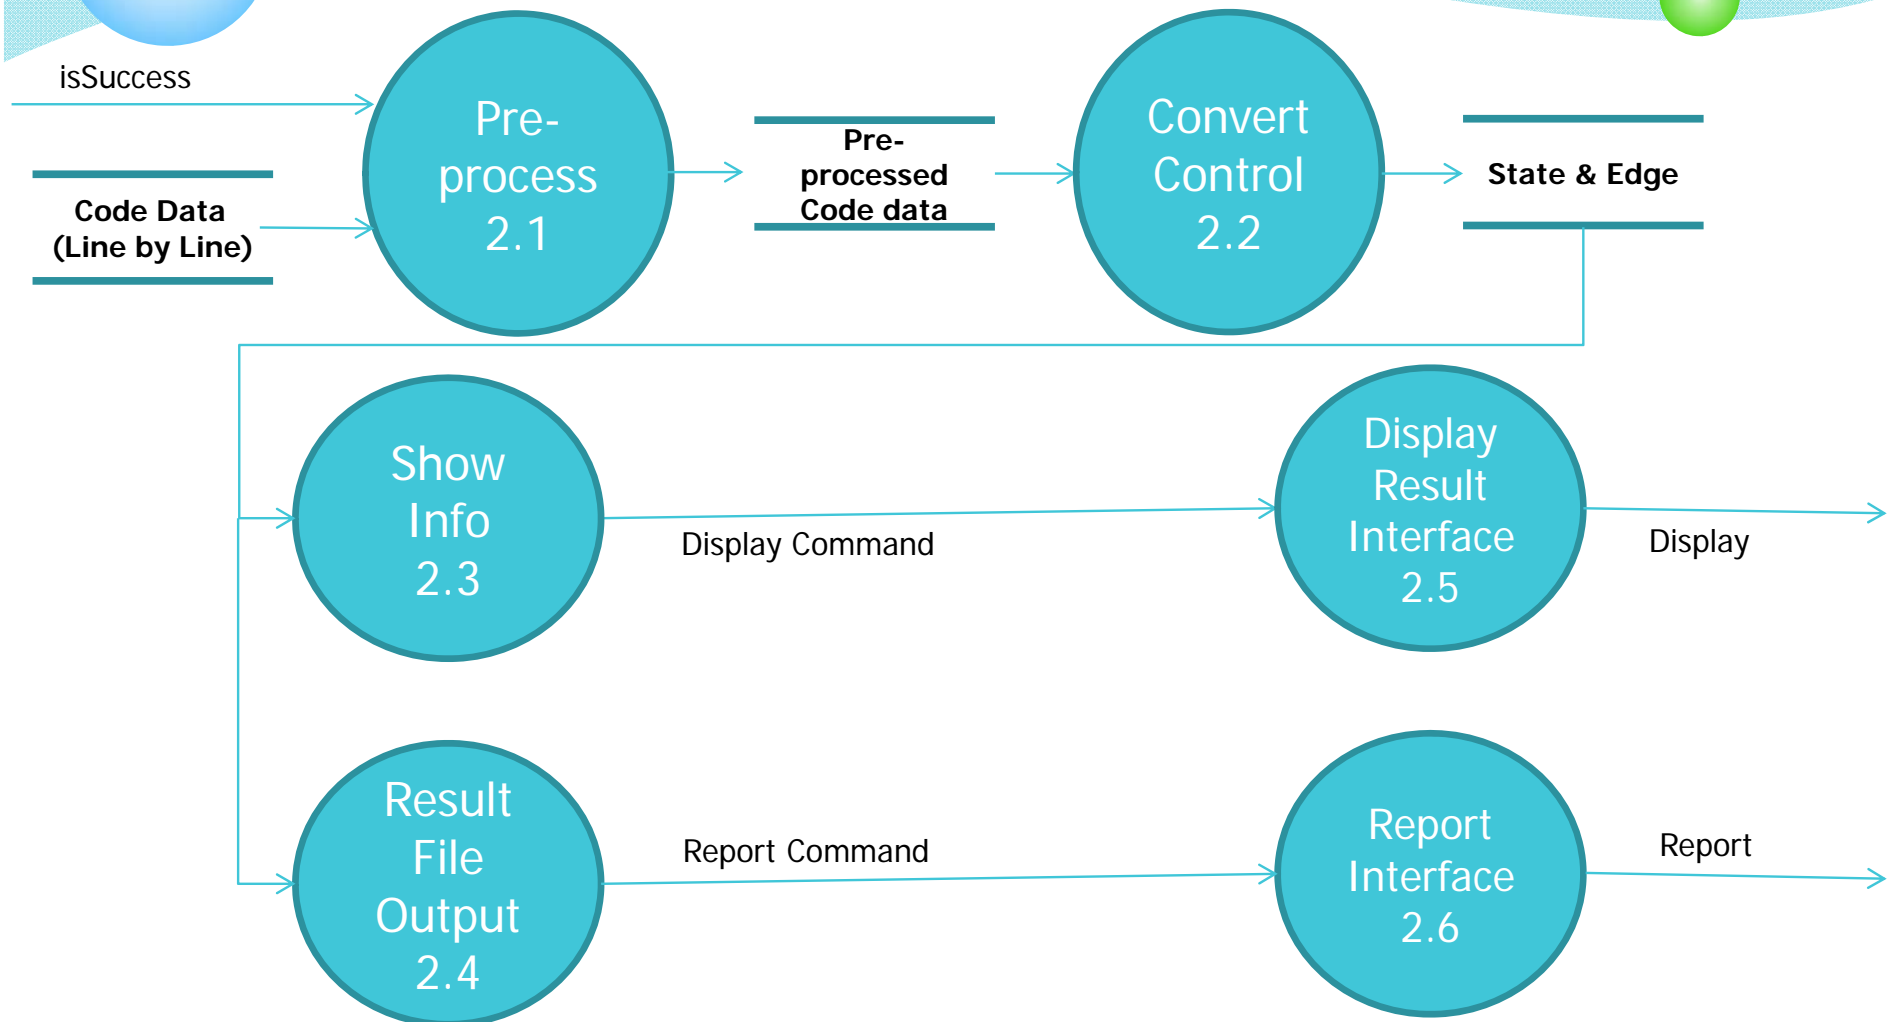 isSuccess
Code Data
(Line by Line)
Pre-
process
2.1
Pre-
processed
Code data
Convert
Control
2.2
State & Edge
Show
Info
2.3
Display Command
Display
Result
Interface
2.5
Display
Result
File
Output
2.4
Report Command
Report
Interface
2.6
Report